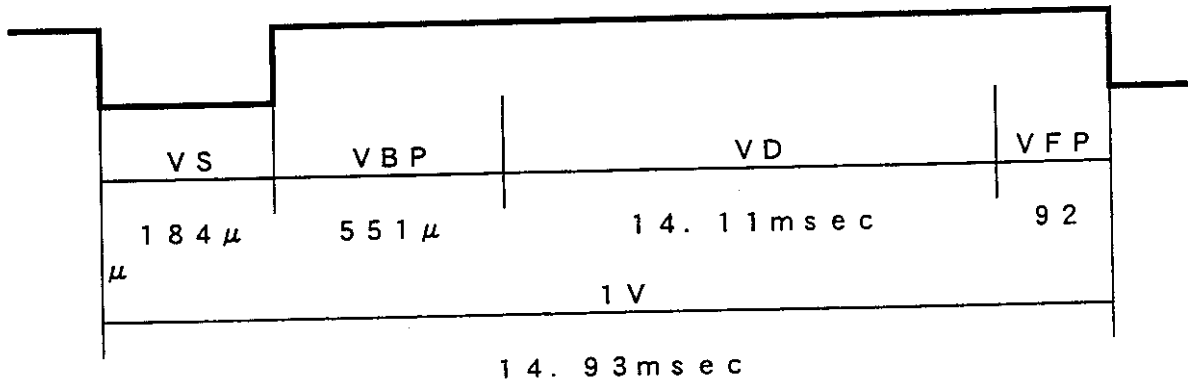 VS VBP VD VFP
184μ 551μ 14.11msec 92
μ
1V
14.93msec